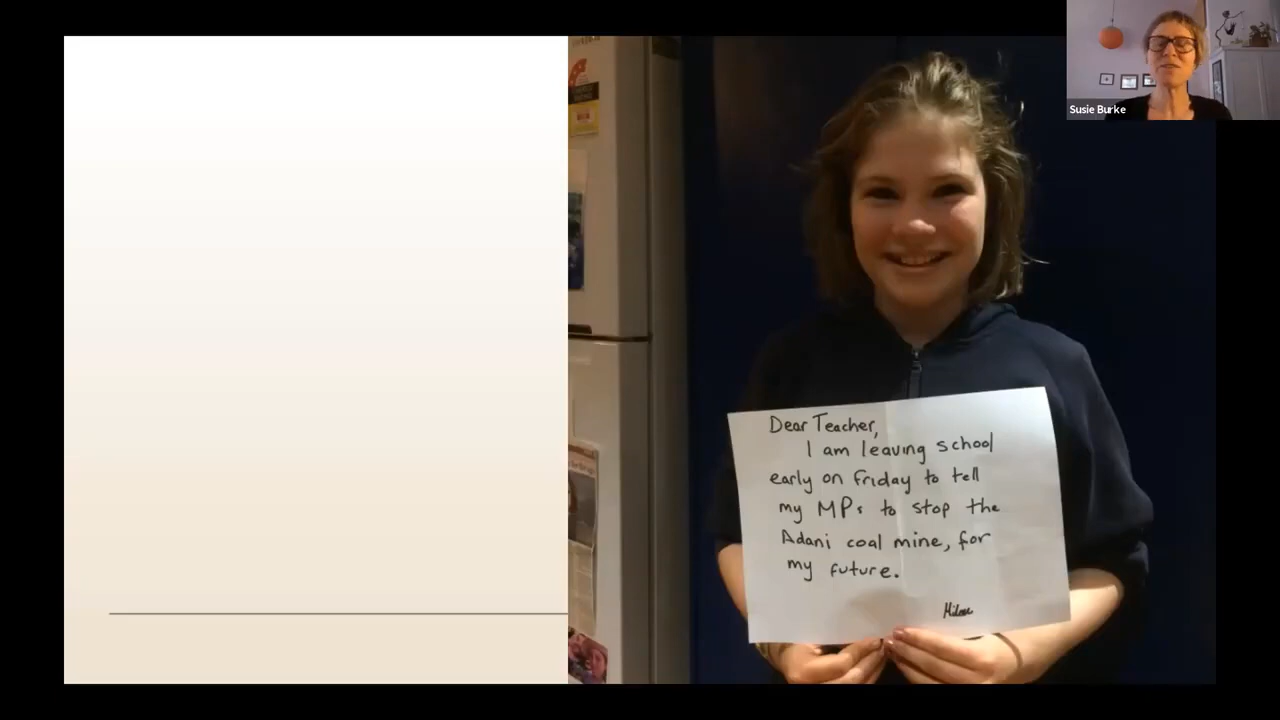 Susie Burke
Dear Teacher,
I am leaving school
early on Friday to tell
my MPs to stop the
Adani coal mine, for
my future.